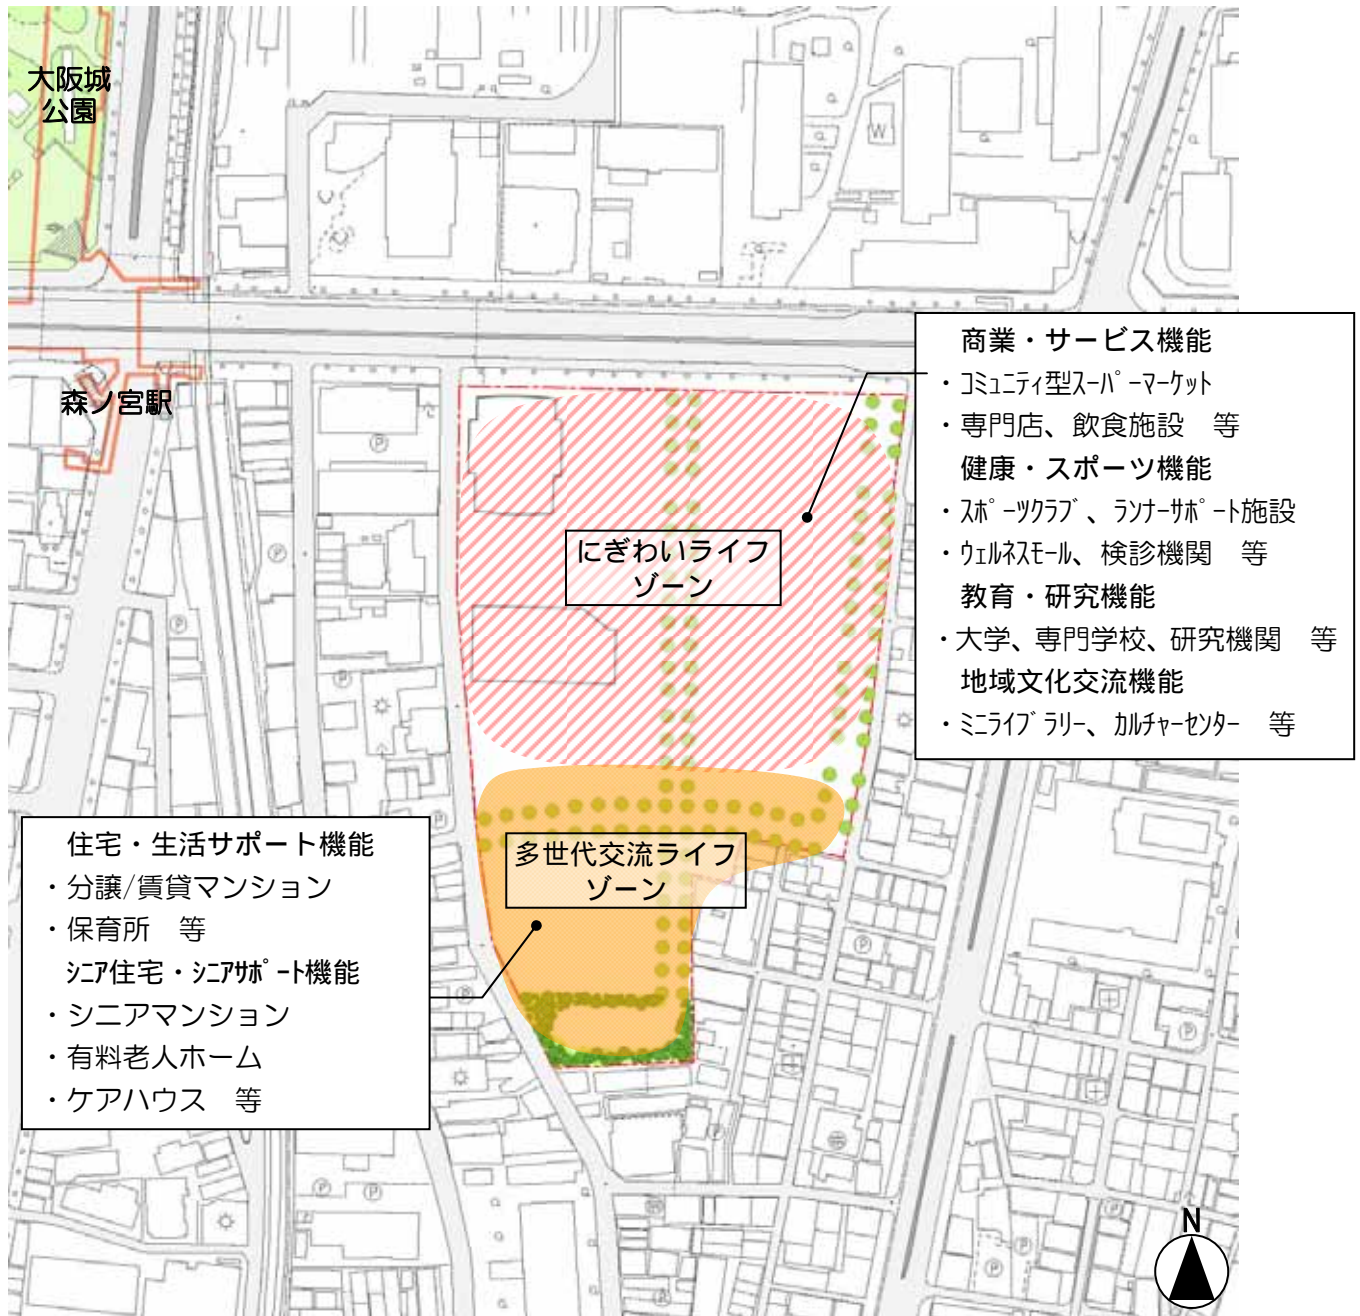 大阪城
公園
森ノ宮駅
商業・サービス機能
・コミュニティ型スーパーマーケット
・専門店、飲食施設　等
健康・スポーツ機能
・スポーツクラブ、ランナーサポート施設
・ウェルネスモール、検診機関　等
教育・研究機能
・大学、専門学校、研究機関　等
地域文化交流機能
・ミニライブラリー、カルチャーセンター　等
にぎわいライフ
ゾーン
多世代交流ライフ
ゾーン
住宅・生活サポート機能
・分譲/賃貸マンション
・保育所　等
シニア住宅・シニアサポート機能
・シニアマンション
・有料老人ホーム
・ケアハウス　等
N
W